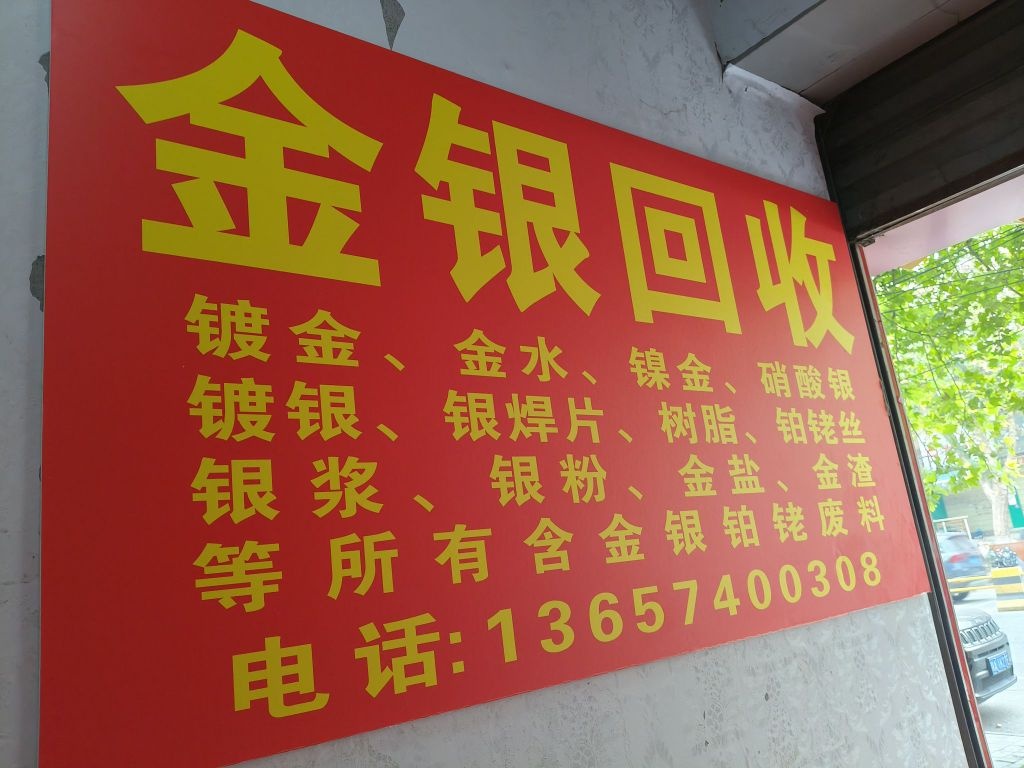 金银回收
镀金、金水、镍金、硝酸银
镀银、银焊片、树脂、铂铑丝
银浆、银粉、金盐、金渣
等所有含金银铂铑废料
电话:13657400308